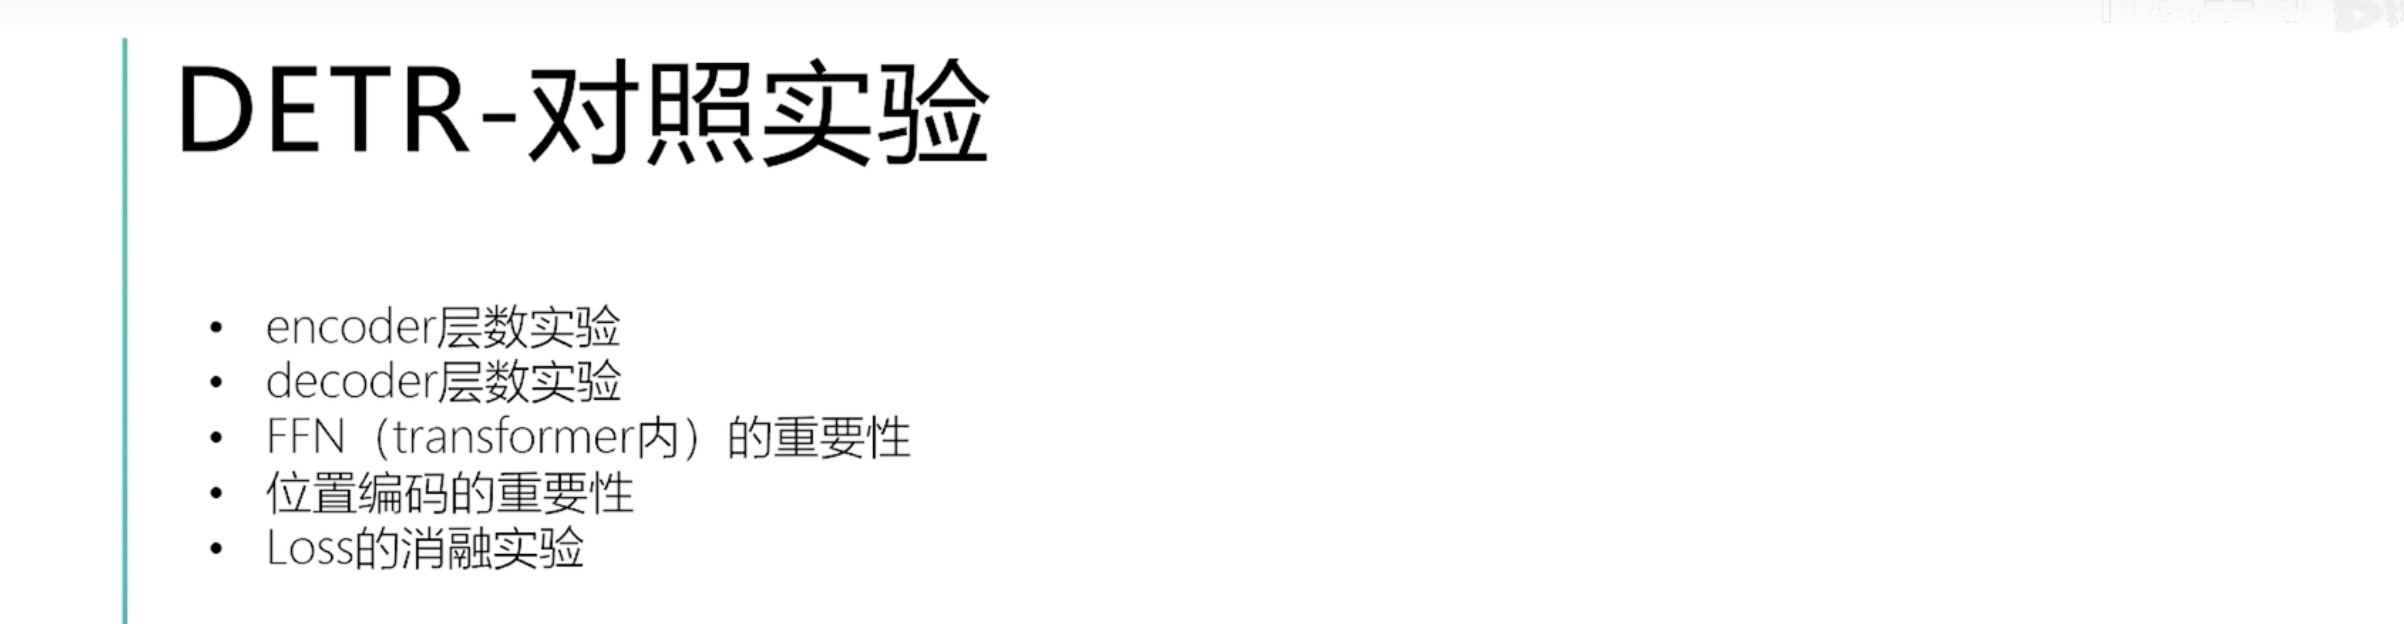 DETR-对照实验
• encoder层数实验
• decoder层数实验
• FFN（transformer内）的重要性
• 位置编码的重要性
• Loss的消融实验